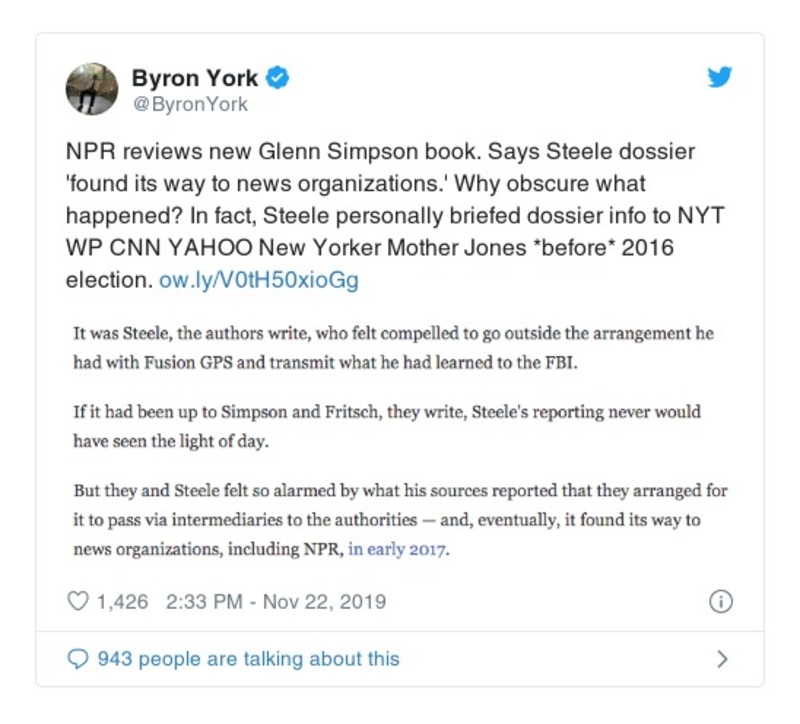 Byron York
@ByronYork
NPR reviews new Glenn Simpson book. Says Steele dossier
'found its way to news organizations.' Why obscure what
happened? In fact, Steele personally briefed dossier info to NYT
WP CNN YAHOO New Yorker Mother Jones *before* 2016
election. ow.ly/V0tH50xioGg
It was Steele, the authors write, who felt compelled to go outside the arrangement he
had with Fusion GPS and transmit what he had learned to the FBI.
If it had been up to Simpson and Fritsch, they write, Steele's reporting never would
have seen the light of day.
But they and Steele felt so alarmed by what his sources reported that they arranged for
it to pass via intermediaries to the authorities — and, eventually, it found its way to
news organizations, including NPR, in early 2017.
1,426 2:33 PM - Nov 22, 2019
943 people are talking about this